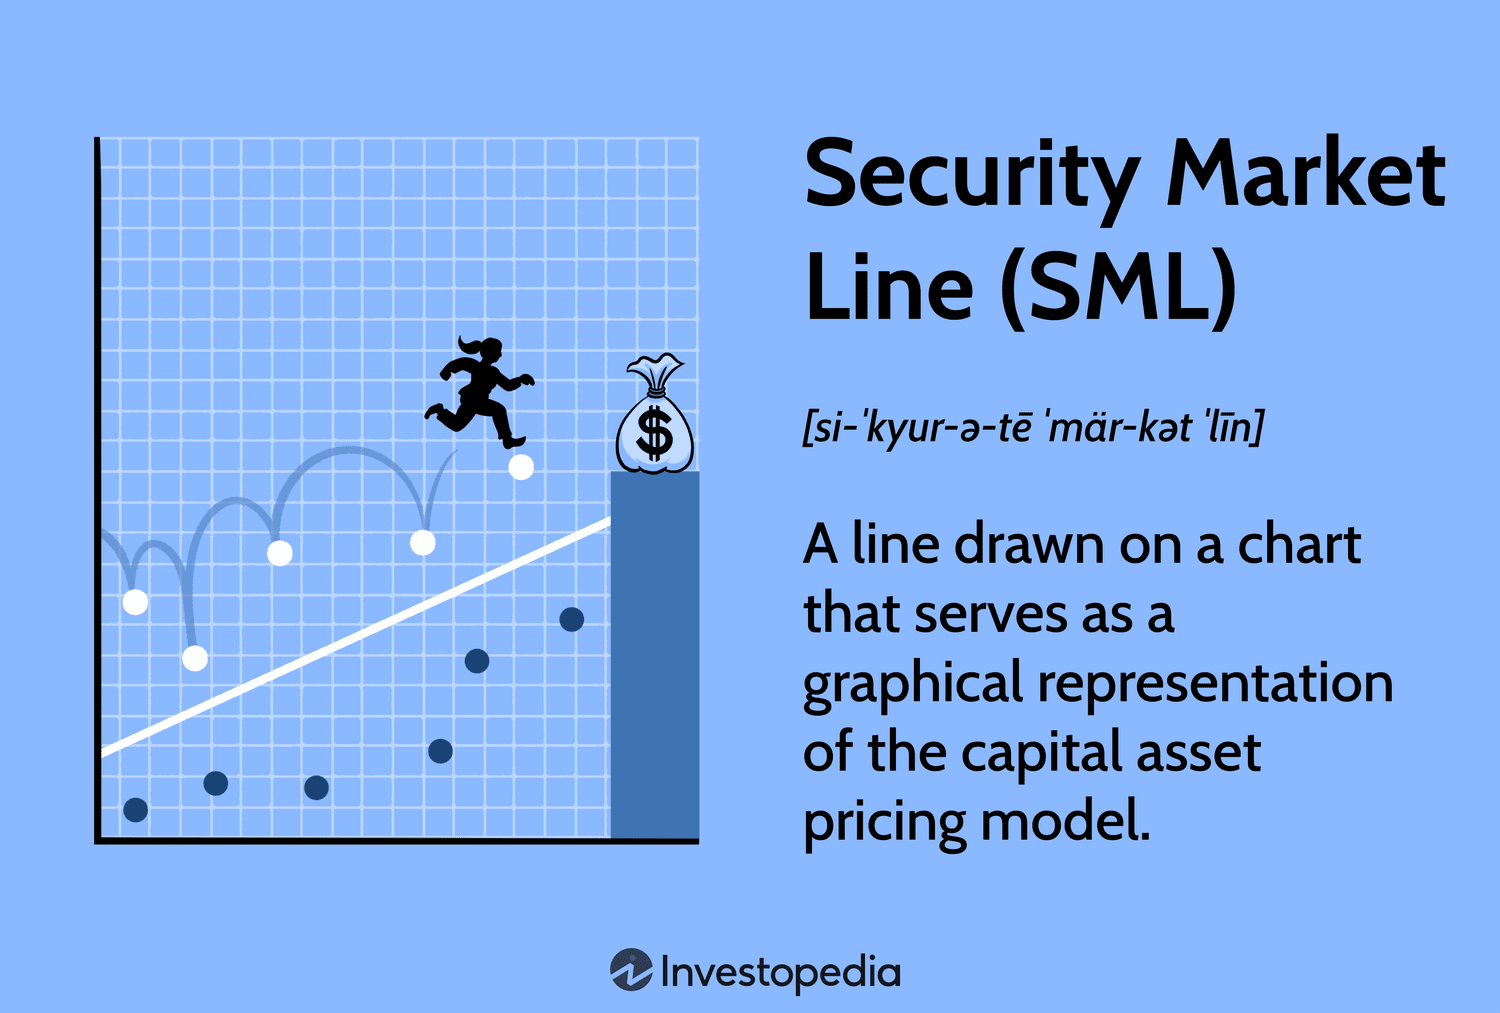 Security Market
Line (SML)
[si-ˈkyur-ə-tē ˈmär-kət ˈlīn]
$
A line drawn on a chart
that serves as a
graphical representation
of the capital asset
pricing model.
Investopedia